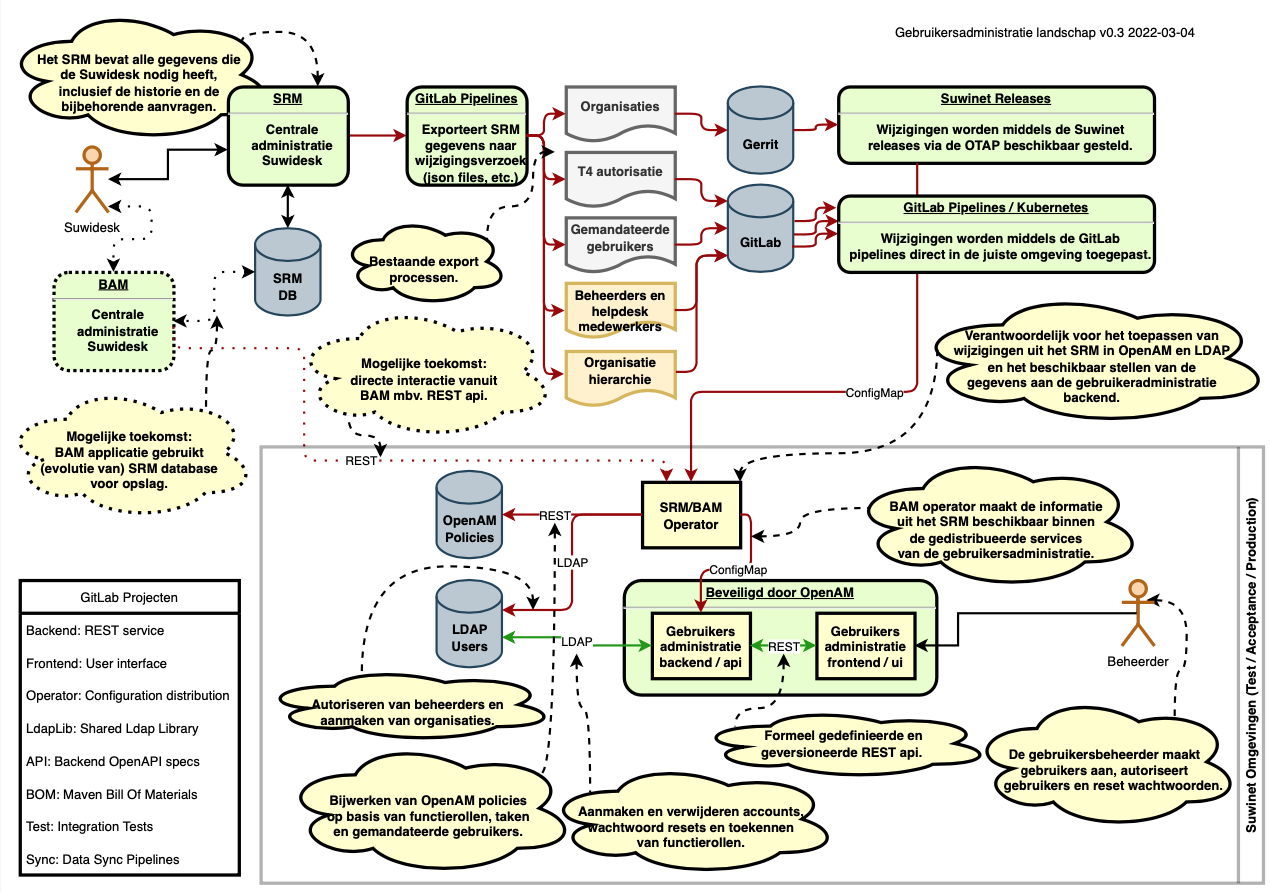 Gebruikersadministratie landschap v0.3 2022-03-04
Het SRM bevat alle gegevens die
de Suwidesk nodig heeft,
inclusief de historie en de
bijbehorende aanvragen.
SRM
Centrale
administratie
Suwidesk
GitLab Pipelines
Exporteert SRM
gegevens naar
wijzigingsverzoek
(json files, etc.)
Organisaties
T4 autorisatie
Gemandateerde
gebruikers
Beheerders en
helpdesk
medewerkers
Organisatie
hierarchie
Gerrit
GitLab
Suwinet Releases
Wijzigingen worden middels de Suwinet
releases via de OTAP beschikbaar gesteld.
GitLab Pipelines / Kubernetes
Wijzigingen worden middels de GitLab
pipelines direct in de juiste omgeving toegepast.
Suwidesk
BAM
Centrale
administratie
Suwidesk
SRM
DB
Bestaande export
processen.
Mogelijke toekomst:
directe interactie vanuit
BAM mbv. REST api.
Mogelijke toekomst:
BAM applicatie gebruikt
(evolutie van) SRM database
voor opslag.
Verantwoordelijk voor het toepassen van
wijzigingen uit het SRM in OpenAM en LDAP
en het beschikbaar stellen van de
gegevens aan de gebruikeradministratie
backend.
ConfigMap
REST
OpenAM
Policies
REST
SRM/BAM
Operator
BAM operator maakt de informatie
uit het SRM beschikbaar binnen
de gedistribueerde services
van de gebruikersadministratie.
LDAP
ConfigMap
LDAP
Users
LDAP
Beveiligd door OpenAM
Gebruikers
administratie
backend / api
REST
Gebruikers
administratie
frontend / ui
Beheerder
Suwinet Omgevingen (Test / Acceptance / Production)
Autoriseren van beheerders en
aanmaken van organisaties.
Formeel gedefinieerde en
geversioneerde REST api.
De gebruikersbeheerder maakt
gebruikers aan, autoriseert
gebruikers en reset wachtwoorden.
Bijwerken van OpenAM policies
op basis van functierollen, taken
en gemandateerde gebruikers.
Aanmaken en verwijderen accounts,
wachtwoord resets en toekennen
van functierollen.
GitLab Projecten
Backend: REST service
Frontend: User interface
Operator: Configuration distribution
LdapLib: Shared Ldap Library
API: Backend OpenAPI specs
BOM: Maven Bill Of Materials
Test: Integration Tests
Sync: Data Sync Pipelines